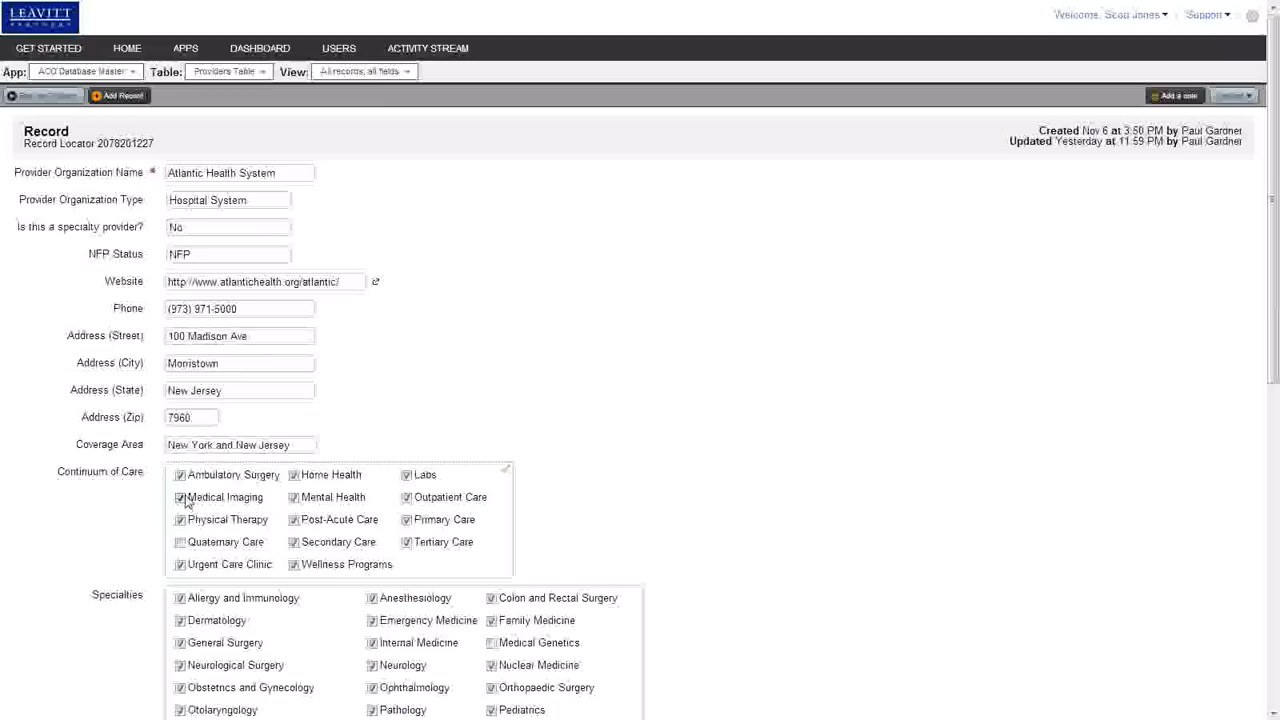 LEAVITT
PARTNERS
Welcome, Scott Jones Support
GET STARTED HOME APPS DASHBOARD USERS ACTIVITY STREAM
App: ACO Database Master Table: Providers Table View: All records, all fields
Add Record Add a note
Record
Record Locator 2078201227
Created Nov 6 at 3:50 PM by Paul Gardner
Updated Yesterday at 11:59 PM by Paul Gardner
Provider Organization Name * Atlantic Health System
Provider Organization Type Hospital System
Is this a specialty provider? No
NFP Status NFP
Website http://www.atlantichealth.org/atlantic/
Phone (973) 971-5000
Address (Street) 100 Madison Ave
Address (City) Morristown
Address (State) New Jersey
Address (Zip) 7960
Coverage Area New York and New Jersey
Continuum of Care
Ambulatory Surgery Home Health Labs
Medical Imaging Mental Health Outpatient Care
Physical Therapy Post-Acute Care Primary Care
Quaternary Care Secondary Care Tertiary Care
Urgent Care Clinic Wellness Programs
Specialties
Allergy and Immunology Anesthesiology Colon and Rectal Surgery
Dermatology Emergency Medicine Family Medicine
General Surgery Internal Medicine Medical Genetics
Neurological Surgery Neurology Nuclear Medicine
Obstetrics and Gynecology Ophthalmology Orthopaedic Surgery
Otolaryngology Pathology Pediatrics